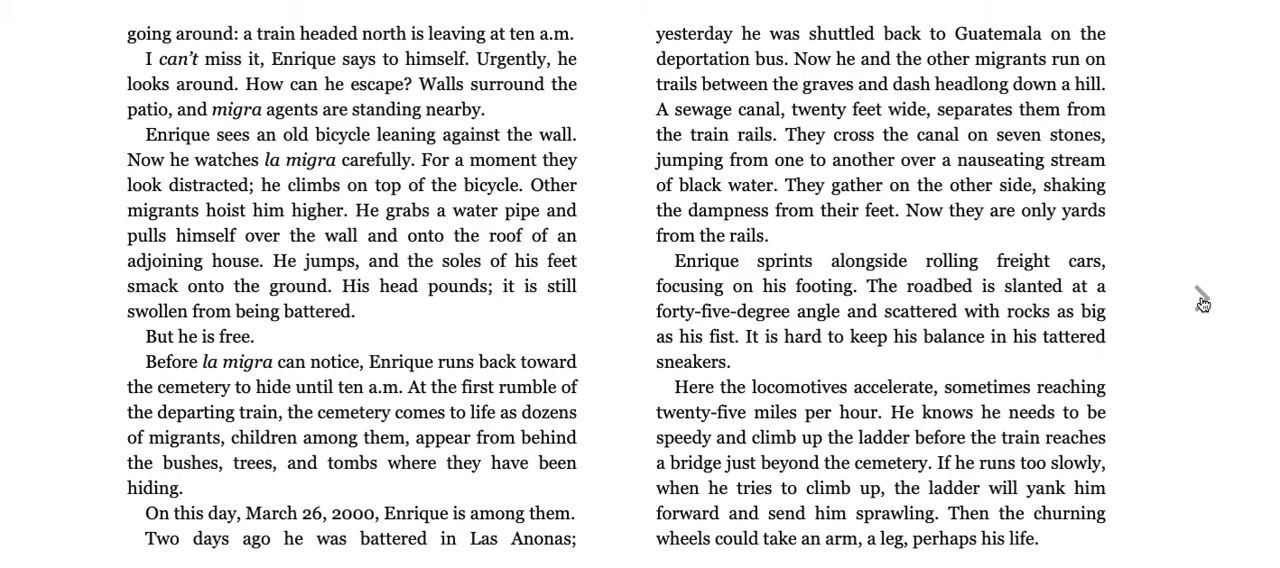 going around: a train headed north is leaving at ten a.m.
I can’t miss it, Enrique says to himself. Urgently, he
looks around. How can he escape? Walls surround the
patio, and migra agents are standing nearby.
Enrique sees an old bicycle leaning against the wall.
Now he watches la migra carefully. For a moment they
look distracted; he climbs on top of the bicycle. Other
migrants hoist him higher. He grabs a water pipe and
pulls himself over the wall and onto the roof of an
adjoining house. He jumps, and the soles of his feet
smack onto the ground. His head pounds; it is still
swollen from being battered.
But he is free.
Before la migra can notice, Enrique runs back toward
the cemetery to hide until ten a.m. At the first rumble of
the departing train, the cemetery comes to life as dozens
of migrants, children among them, appear from behind
the bushes, trees, and tombs where they have been
hiding.
On this day, March 26, 2000, Enrique is among them.
Two days ago he was battered in Las Anonas;
yesterday he was shuttled back to Guatemala on the
deportation bus. Now he and the other migrants run on
trails between the graves and dash headlong down a hill.
A sewage canal, twenty feet wide, separates them from
the train rails. They cross the canal on seven stones,
jumping from one to another over a nauseating stream
of black water. They gather on the other side, shaking
the dampness from their feet. Now they are only yards
from the rails.
Enrique sprints alongside rolling freight cars,
focusing on his footing. The roadbed is slanted at a
forty-five-degree angle and scattered with rocks as big
as his fist. It is hard to keep his balance in his tattered
sneakers.
Here the locomotives accelerate, sometimes reaching
twenty-five miles per hour. He knows he needs to be
speedy and climb up the ladder before the train reaches
a bridge just beyond the cemetery. If he runs too slowly,
when he tries to climb up, the ladder will yank him
forward and send him sprawling. Then the churning
wheels could take an arm, a leg, perhaps his life.